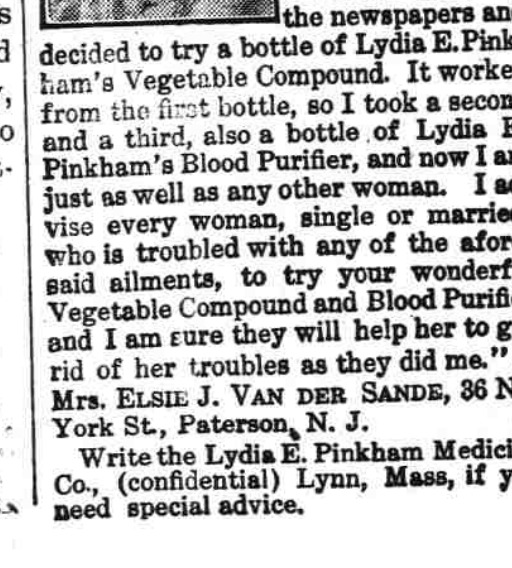 the newspapers an
decided to try a bottle of Lydia E. Pink
ham's Vegetable Compound. It worke
from the first bottle, so I took a secon
and a third, also a bottle of Lydia E
Pinkham's Blood Purifier, and now I a
just as well as any other woman. I a
vise every woman, single or marrie
who is troubled with any of the afor
said ailments, to try your wonderf
Vegetable Compound and Blood Purifi
and I am sure they will help her to g
rid of her troubles as they did me."
Mrs. ELSIE J. VAN DER SANDE, 36 N
York St., Paterson, N. J.
Write the Lydia E. Pinkham Medici
Co., (confidential) Lynn, Mass, if y
need special advice.